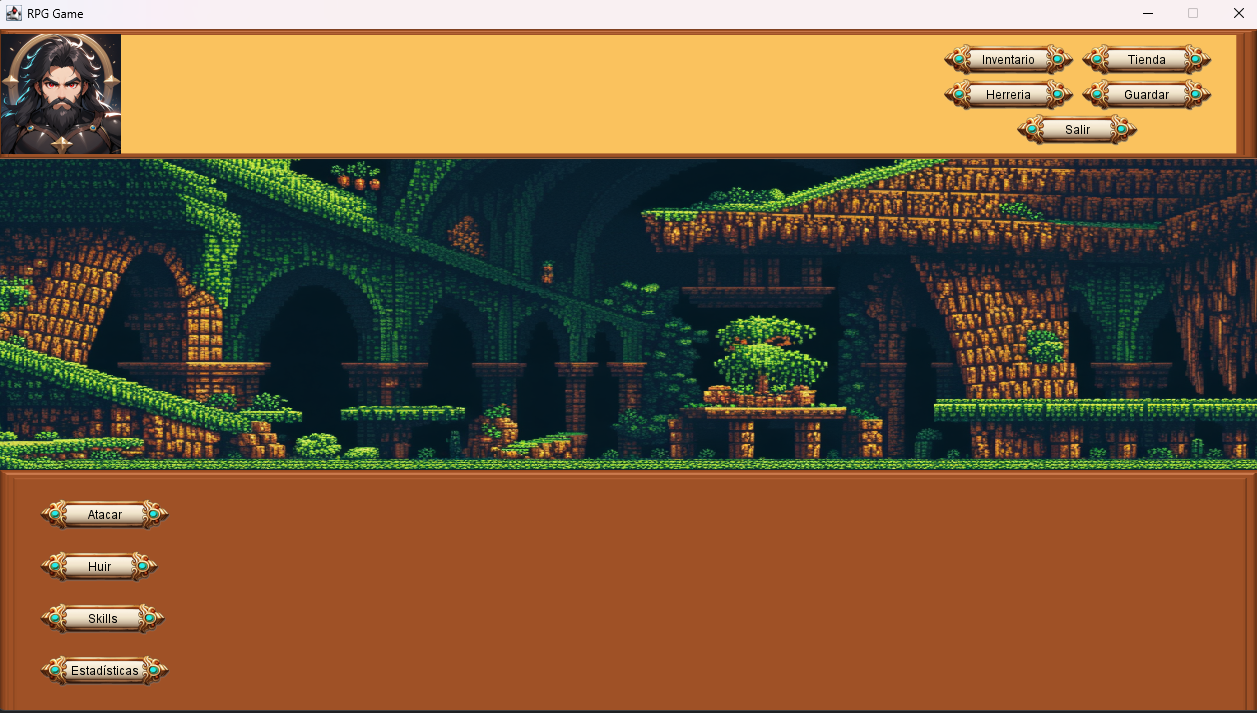 RPG Game
Inventario Tienda
Herreria Guardar
Salir
Atacar
Huir
Skills
Estadísticas